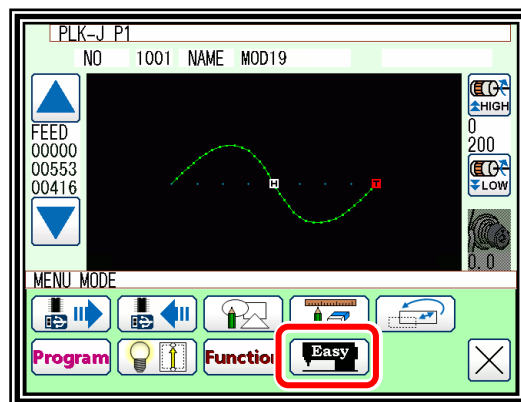 PLK-J P1
NO 1001 NAME MOD19
HIGH
FEED
00000
00553
00416
0
200
LOW
H
T
0.0
MENU MODE
Program
Function
Easy